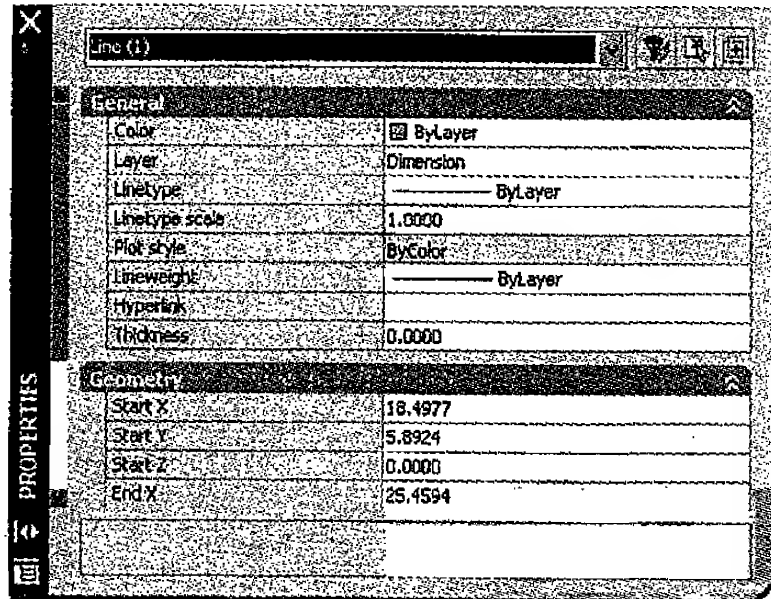 Line (1)
General
Color ByLayer
Layer Dimension
Linetype ByLayer
Linetype scale 1.0000
Plot style ByColor
Lineweight ByLayer
Hyperlink
Thickness 0.0000
Geometry
Start X 18.4977
Start Y 5.8924
Start Z 0.0000
End X 25.4594
PROPERTIES